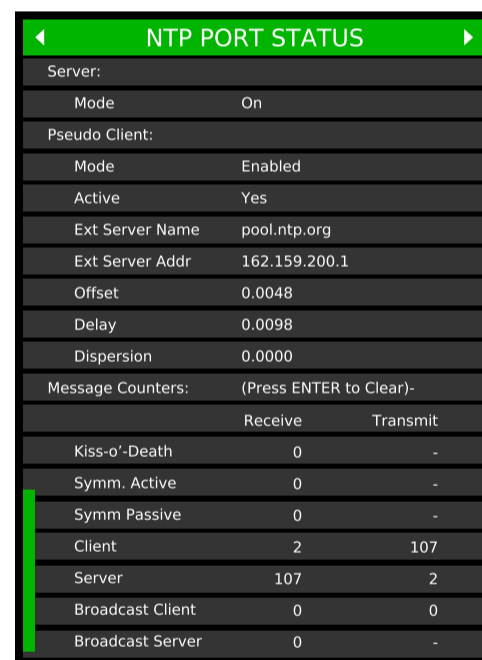 NTP PORT STATUS
Server:
Mode On
Pseudo Client:
Mode Enabled
Active Yes
Ext Server Name pool.ntp.org
Ext Server Addr 162.159.200.1
Offset 0.0048
Delay 0.0098
Dispersion 0.0000
Message Counters: (Press ENTER to Clear)-
Receive Transmit
Kiss-o’-Death 0 -
Symm. Active 0 -
Symm Passive 0 -
Client 2 107
Server 107 2
Broadcast Client 0 0
Broadcast Server 0 -